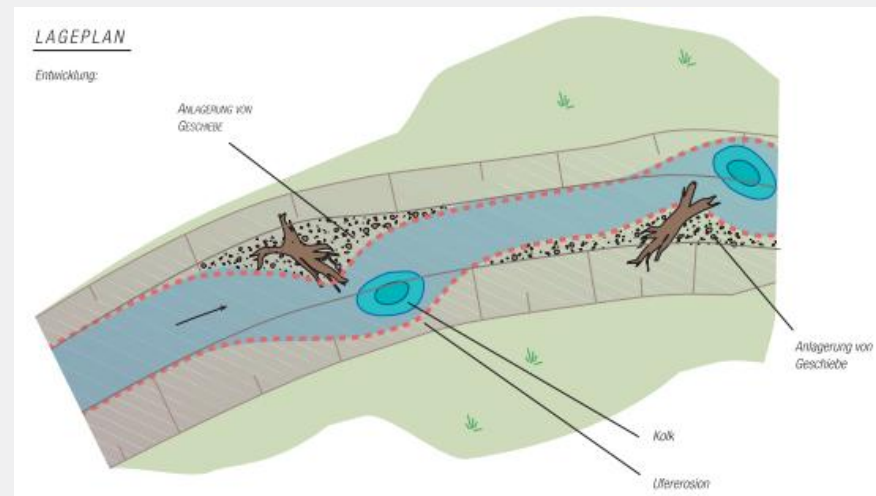 LAGEPLAN
Entwicklung:
ANLAGERUNG VON
GESCHIEBE
Anlagerung von
Geschiebe
Kolk
Ufererosion